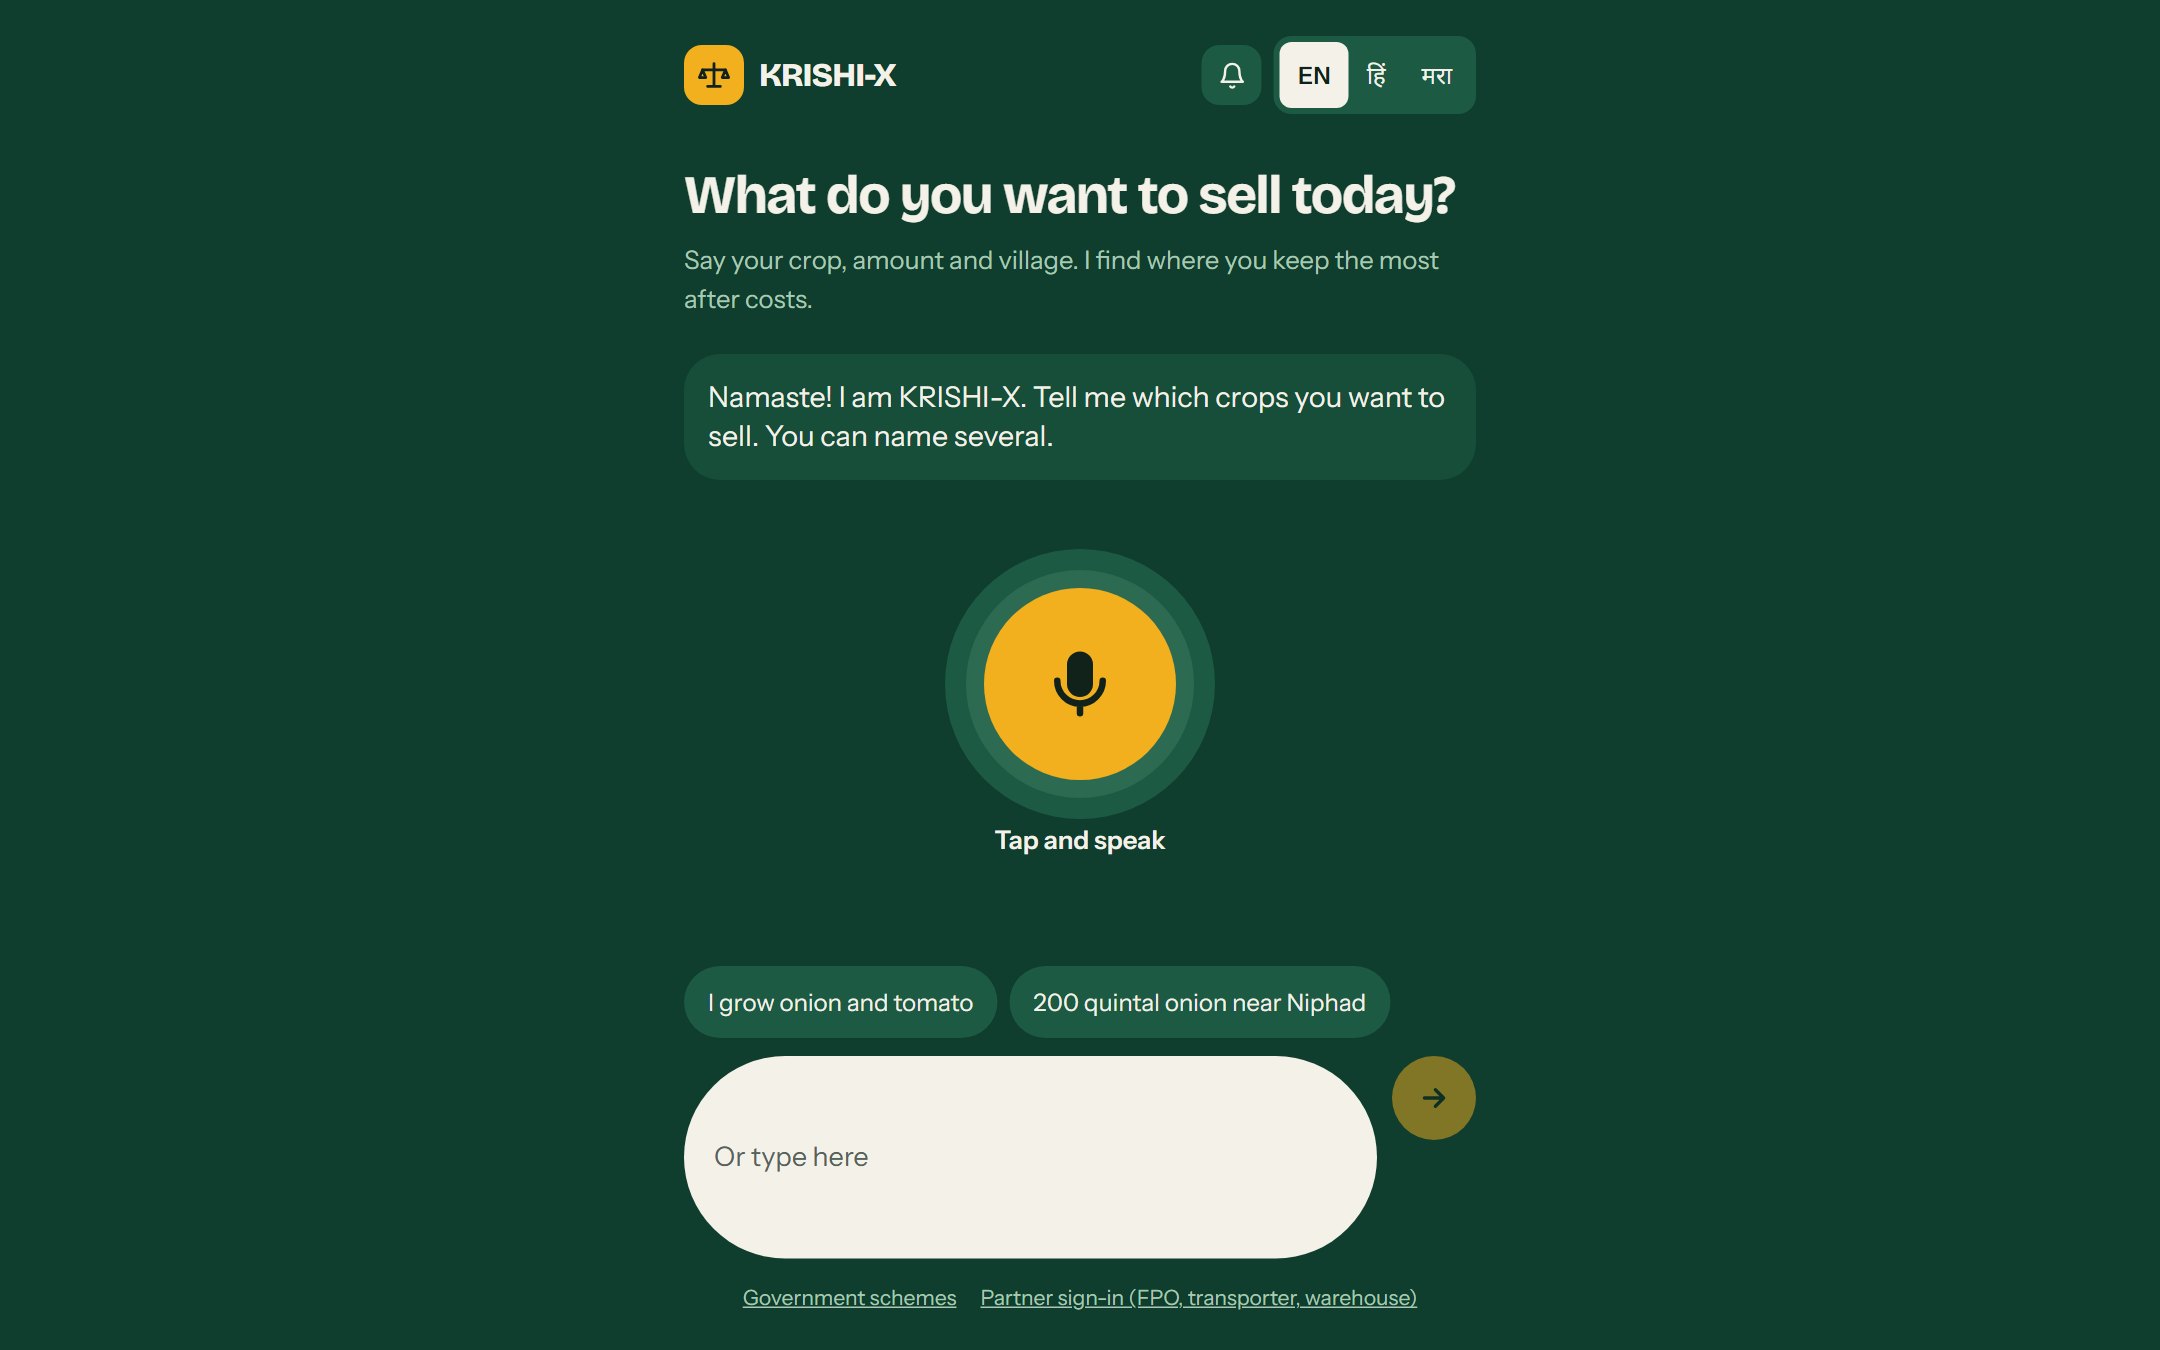 KRISHI-X
EN
हिं
मरा
What do you want to sell today?
Say your crop, amount and village. I find where you keep the most
after costs.
Namaste! I am KRISHI-X. Tell me which crops you want to
sell. You can name several.
Tap and speak
I grow onion and tomato
200 quintal onion near Niphad
Or type here
Government schemes
Partner sign-in (FPO, transporter, warehouse)